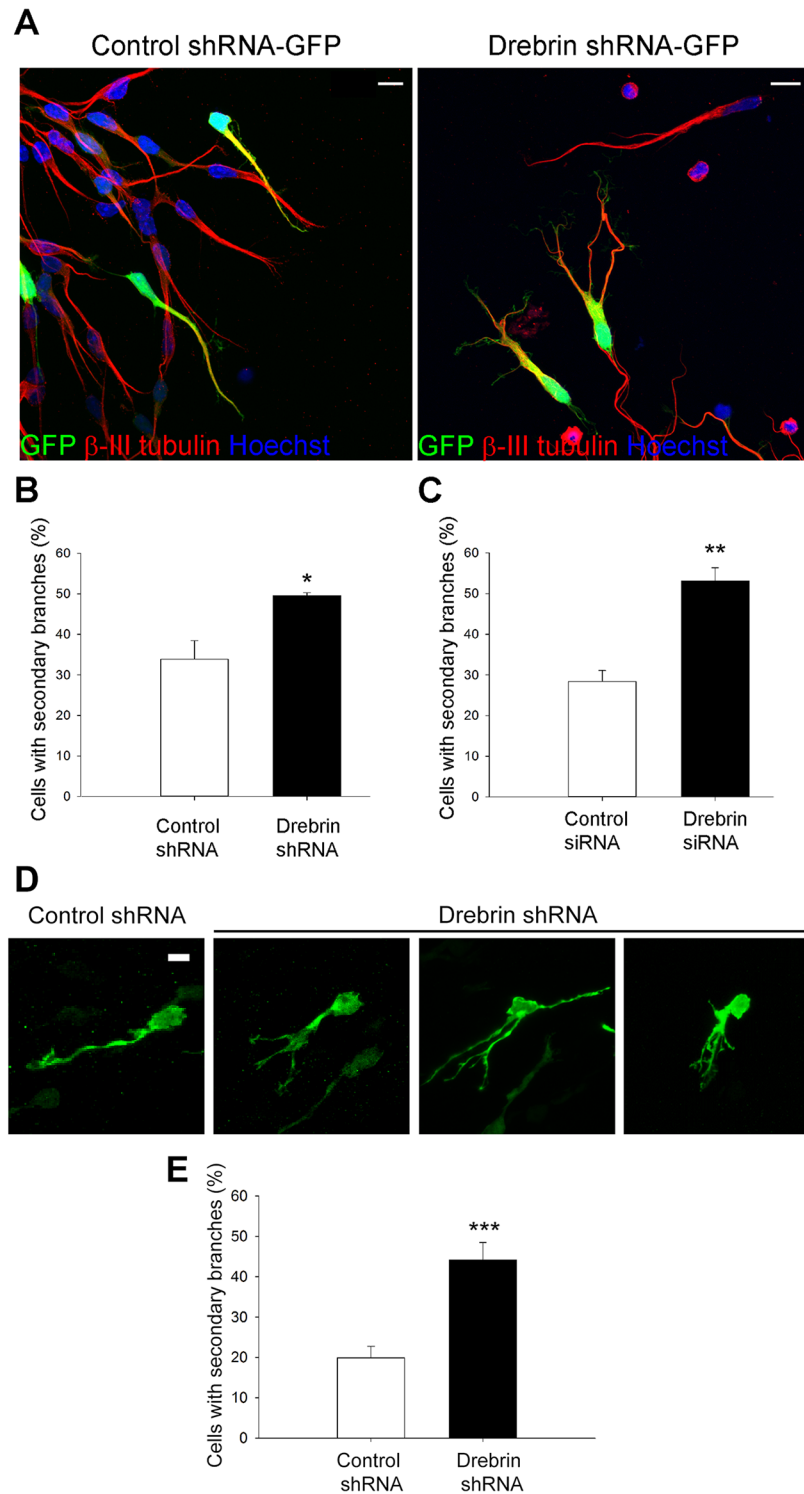 A
Control shRNA-GFP
Drebrin shRNA-GFP
GFP β-III tubulin Hoechst
GFP β-III tubulin Hoechst
B
Cells with secondary branches (%)
60
50
40
30
20
10
0
*
Control
shRNA
Drebrin
shRNA
C
Cells with secondary branches (%)
60
50
40
30
20
10
0
**
Control
siRNA
Drebrin
siRNA
D
Control shRNA
Drebrin shRNA
E
Cells with secondary branches (%)
60
50
40
30
20
10
0
***
Control
shRNA
Drebrin
shRNA